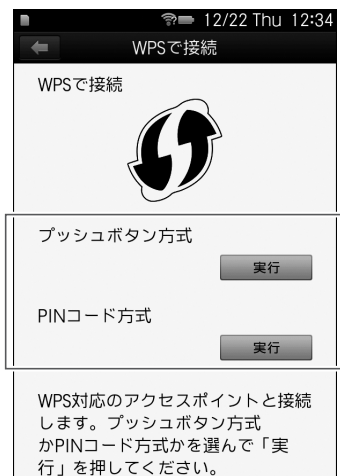 12/22 Thu 12:34
WPSで接続
WPSで接続
プッシュボタン方式
実行
PINコード方式
実行
WPS対応のアクセスポイントと接続
します。プッシュボタン方式
かPINコード方式かを選んで「実
行」を押してください。